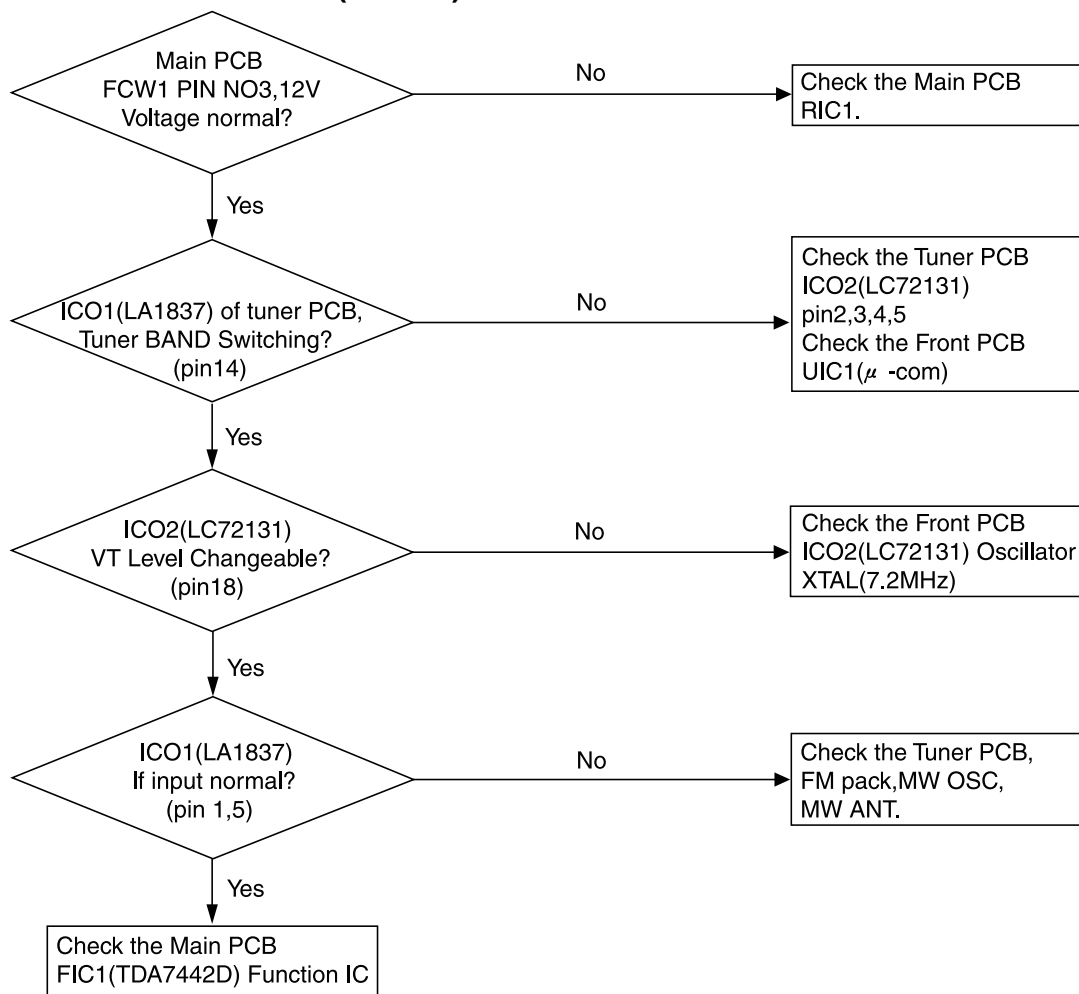 Main PCB
FCW1 PIN NO3,12V
Voltage normal?
No
Check the Main PCB
RIC1.
Yes
ICO1(LA1837) of tuner PCB,
Tuner BAND Switching?
(pin14)
No
Check the Tuner PCB
ICO2(LC72131)
pin2,3,4,5
Check the Front PCB
UIC1(μ -com)
Yes
ICO2(LC72131)
VT Level Changeable?
(pin18)
No
Check the Front PCB
ICO2(LC72131) Oscillator
XTAL(7.2MHz)
Yes
ICO1(LA1837)
If input normal?
(pin 1,5)
No
Check the Tuner PCB,
FM pack,MW OSC,
MW ANT.
Yes
Check the Main PCB
FIC1(TDA7442D) Function IC